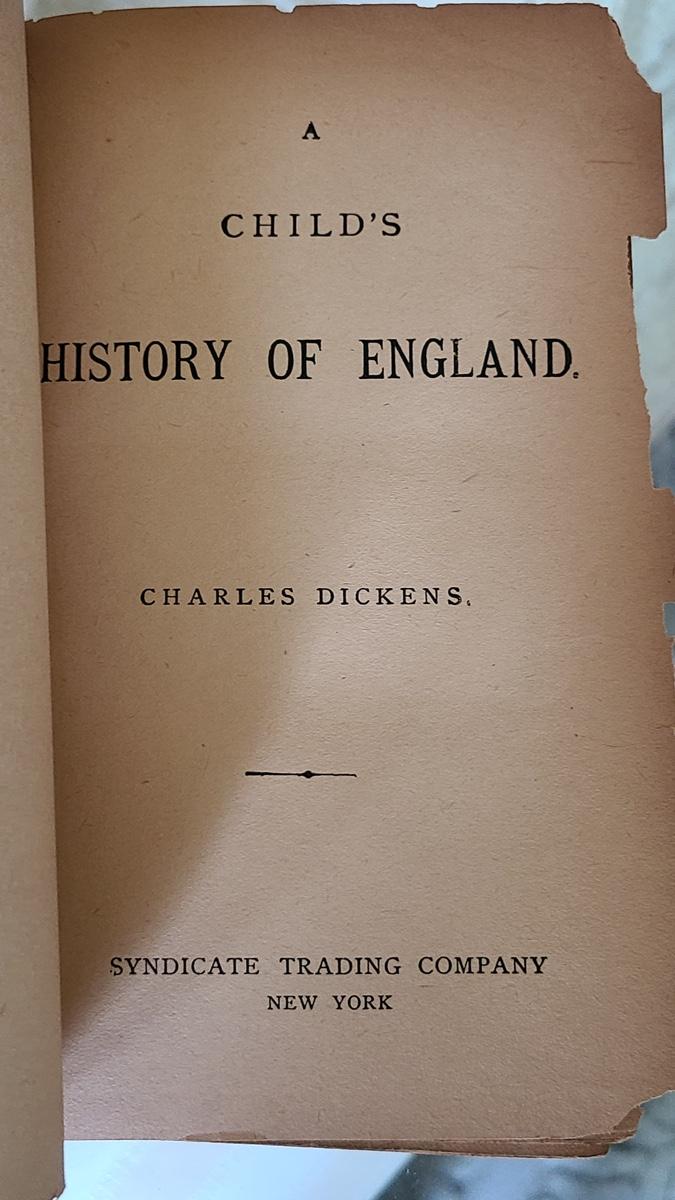 A
CHILD'S
HISTORY OF ENGLAND.
CHARLES DICKENS.
SYNDICATE TRADING COMPANY
NEW YORK